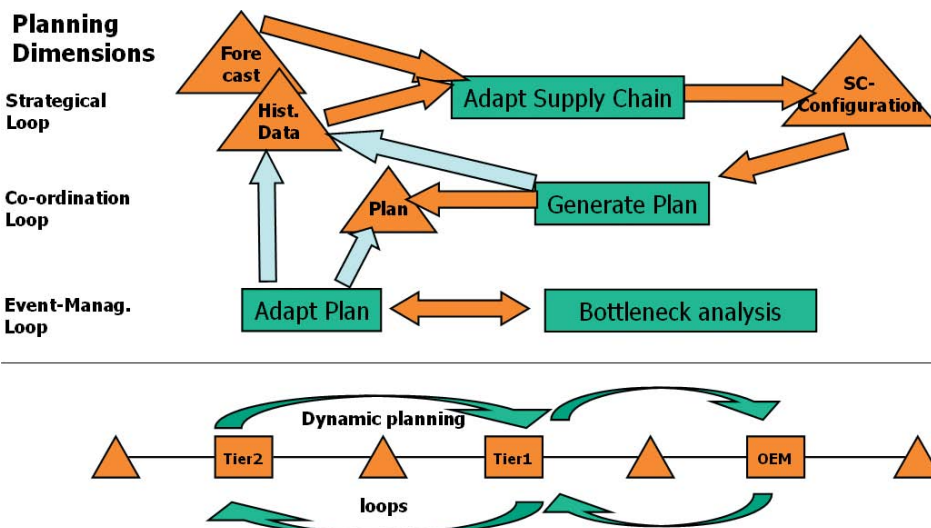 Planning
Dimensions
Fore
cast
Strategical
Loop
Hist.
Data
Adapt Supply Chain
SC-
Configuration
Co-ordination
Loop
Plan
Generate Plan
Event-Manag.
Loop
Adapt Plan
Bottleneck analysis
Dynamic planning
Tier2
Tier1
OEM
loops